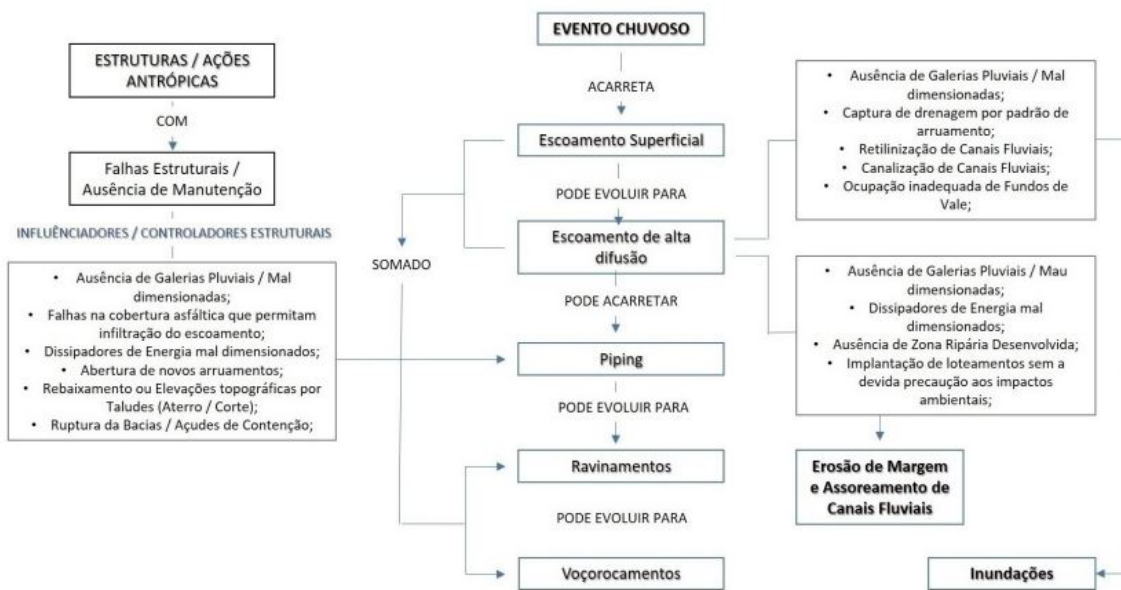 EVENTO CHUVOSO
ESTRUTURAS / AÇÕES
ANTRÓPICAS
COM
Falhas Estruturais /
Ausência de Manutenção
INFLUÊNCIADORES / CONTROLADORES ESTRUTURAIS
• Ausência de Galerias Pluviais / Mal
dimensionadas;
• Falhas na cobertura asfáltica que permitam
infiltração do escoamento;
• Dissipadores de Energia mal dimensionados;
• Abertura de novos arruamentos;
• Rebaixamento ou Elevações topográficas por
Taludes (Aterro / Corte);
• Ruptura da Bacias / Açudes de Contenção;
ACARRETA
Escoamento Superficial
PODE EVOLUIR PARA
Escoamento de alta
difusão
SOMADO
PODE ACARRETAR
Piping
PODE EVOLUIR PARA
Ravinamentos
PODE EVOLUIR PARA
Voçorocamentos
• Ausência de Galerias Pluviais / Mal
dimensionadas;
• Captura de drenagem por padrão de
arruamento;
• Retilinização de Canais Fluviais;
• Canalização de Canais Fluviais;
• Ocupação inadequada de Fundos de
Vale;
• Ausência de Galerias Pluviais / Mau
dimensionadas;
• Dissipadores de Energia mal
dimensionados;
• Ausência de Zona Ripária Desenvolvida;
• Implantação de loteamentos sem a
devida precaução aos impactos
ambientais;
Erosão de Margem
e Assoreamento de
Canais Fluviais
Inundações